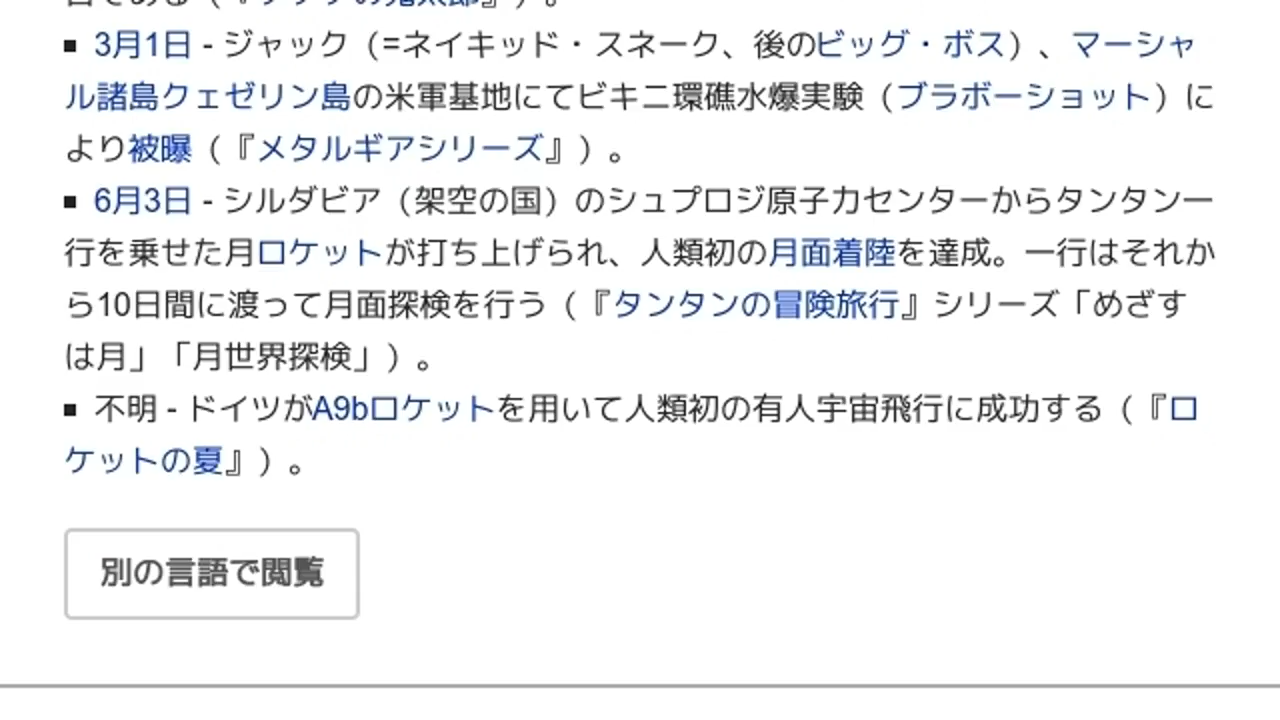 ■ 3月1日 - ジャック（=ネイキッド・スネーク、後のビッグ・ボス）、マーシャ
ル諸島クェゼリン島の米軍基地にてビキニ環礁水爆実験（ブラボーショット）に
より被曝（『メタルギアシリーズ』）。
■ 6月3日 - シルダビア（架空の国）のシュプロジ原子力センターからタンタン一
行を乗せた月ロケットが打ち上げられ、人類初の月面着陸を達成。一行はそれか
ら10日間に渡って月面探検を行う（『タンタンの冒険旅行』シリーズ「めざす
は月」「月世界探検」）。
■ 不明 - ドイツがA9bロケットを用いて人類初の有人宇宙飛行に成功する（『ロ
ケットの夏』）。
別の言語で閲覧